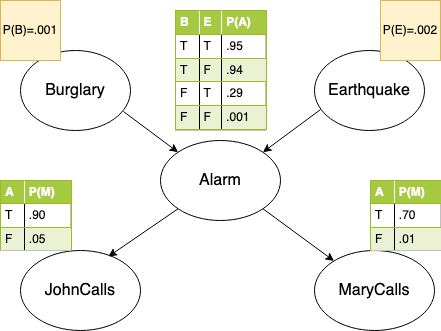 P(B)=.001
B E P(A)
T T .95
T F .94
F T .29
F F .001
P(E)=.002
Burglary
Earthquake
Alarm
A P(M)
T .90
F .05
A P(M)
T .70
F .01
JohnCalls
MaryCalls